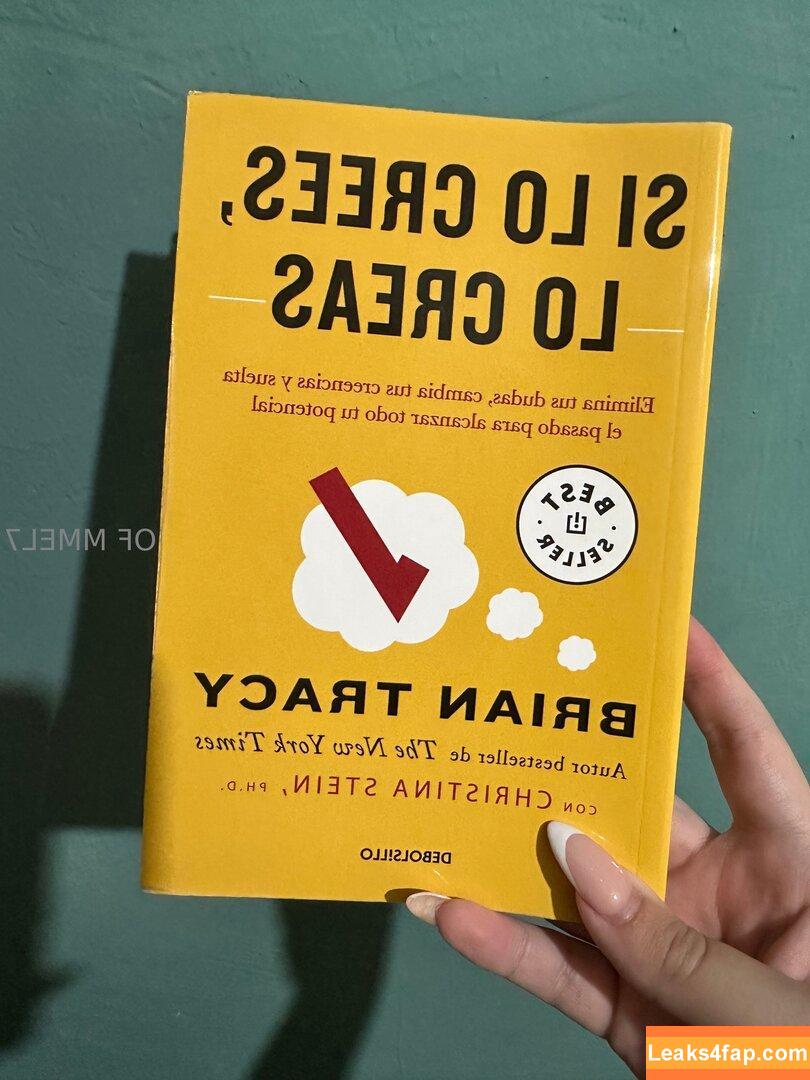 SI LO CREES,
LO CREAS
Elimina tus dudas, cambia tus creencias y suelta
el pasado para alcanzar todo tu potencial
BEST
SELLER
BRIAN TRACY
Autor bestseller de The New York Times
CON CHRISTINA STEIN, PH.D.
DEBOLS!LLO
OF MMEL7
Leaks4fap.com